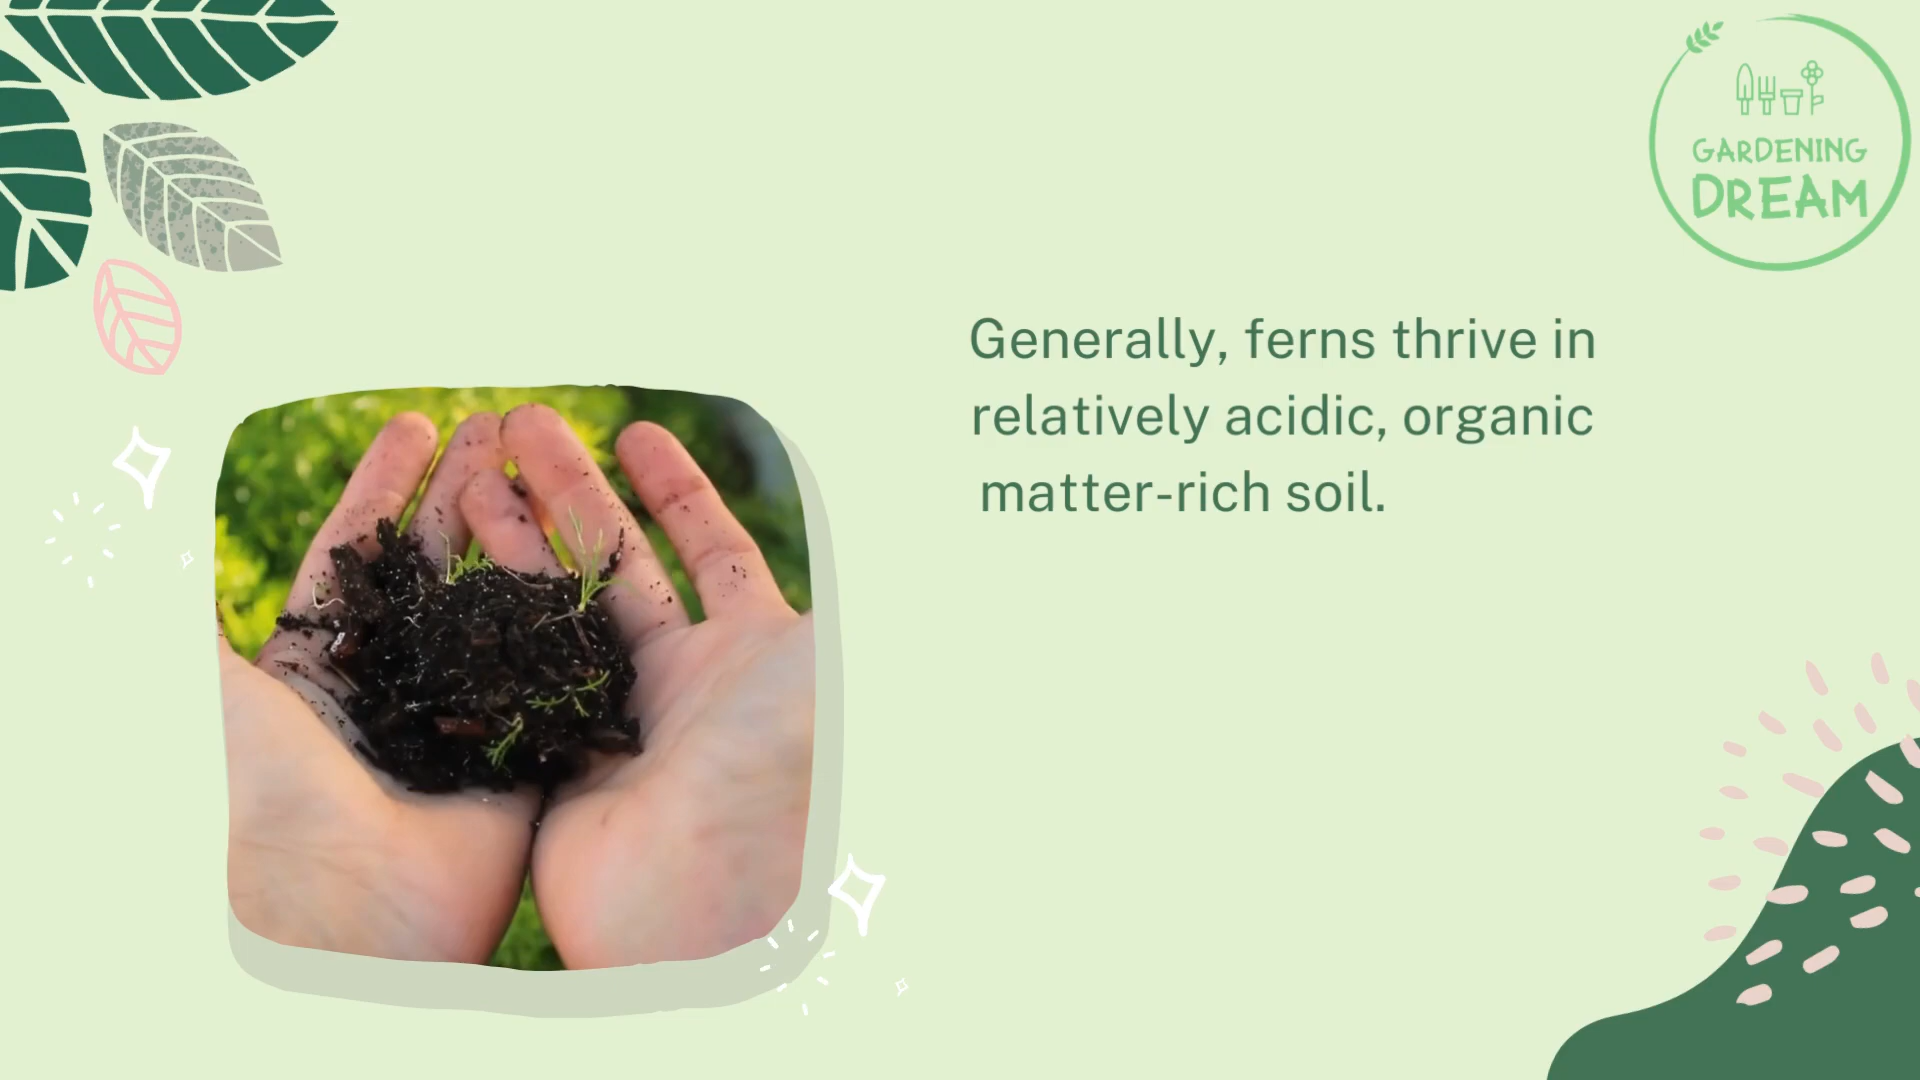 GARDENING
DREAM
Generally, ferns thrive in
relatively acidic, organic
matter-rich soil.